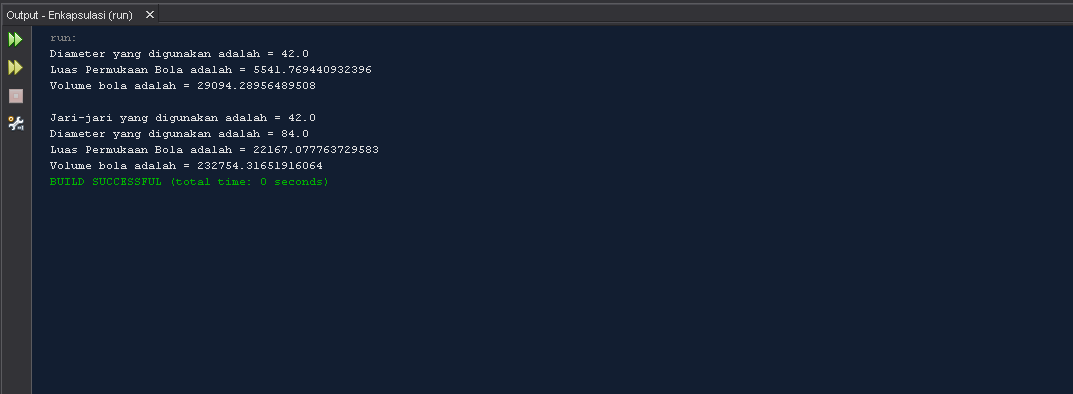 Output - Enkapsulasi (run)
run:
Diameter yang digunakan adalah = 42.0
Luas Permukaan Bola adalah = 5541.769440932396
Volume bola adalah = 29094.28956489508
Jari-jari yang digunakan adalah = 42.0
Diameter yang digunakan adalah = 84.0
Luas Permukaan Bola adalah = 22167.077763729583
Volume bola adalah = 232754.31651916064
BUILD SUCCESSFUL (total time: 0 seconds)